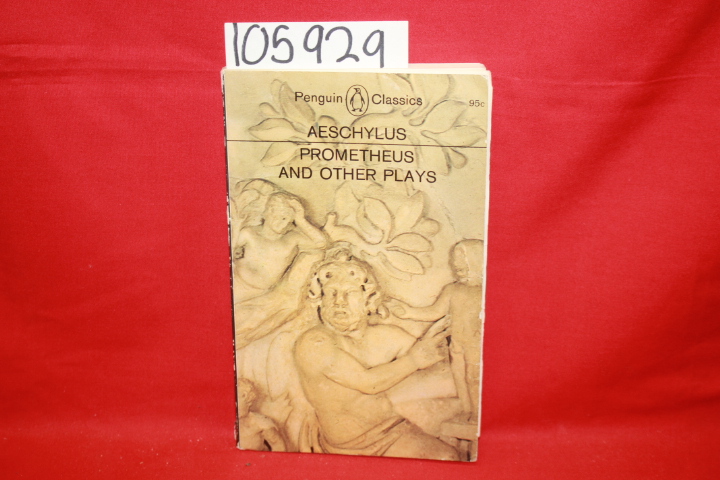 105929
Penguin Classics
95c
AESCHYLUS
PROMETHEUS
AND OTHER PLAYS